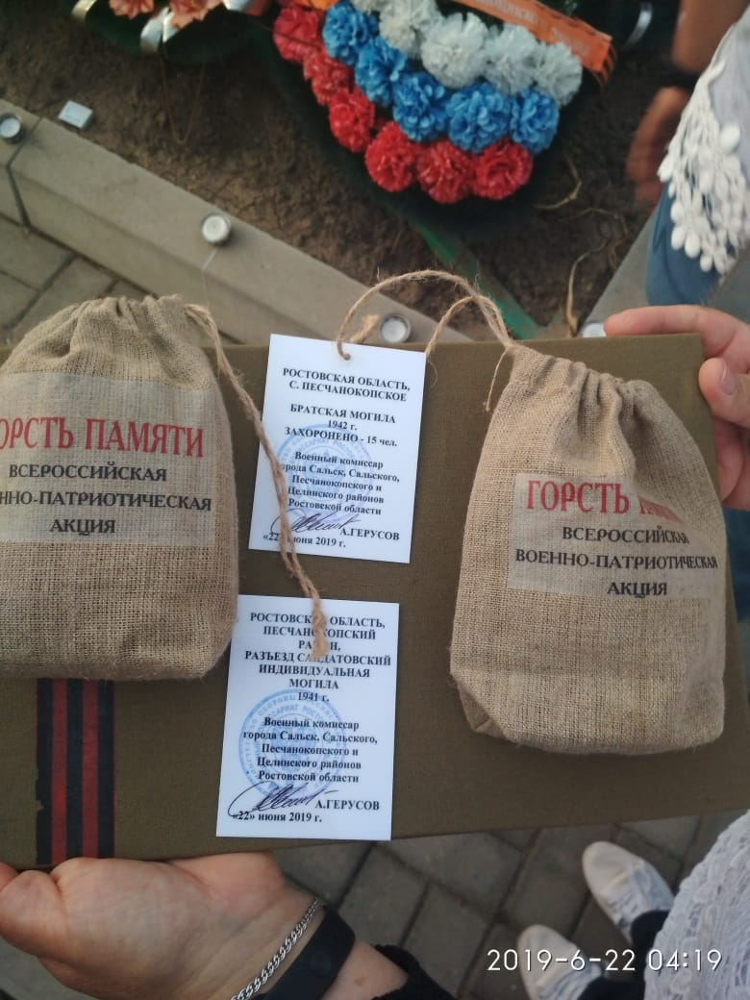 ГОРСТЬ ПАМЯТИ
ВСЕРОССИЙСКАЯ
ННО-ПАТРИОТИЧЕСКАЯ
АКЦИЯ
РОСТОВСКАЯ ОБЛАСТЬ,
С. ПЕСЧАНОКОПСКОЕ
БРАТСКАЯ МОГИЛА
1942 г.
ЗАХОРОНЕНО - 15 чел.
Военный комиссар
города Сальск, Сальского,
Песчанокопского и
Целинского районов
Ростовской области
А.ГЕРУСОВ
«22» июня 2019 г.
ГОРСТЬ
ВСЕРОССИЙСКАЯ
ВОЕННО-ПАТРИОТИЧЕСКАЯ
АКЦИЯ
РОСТОВСКАЯ ОБЛАСТЬ,
ПЕСЧАНОКОПСКИЙ
РАЙОН,
РАЗЪЕЗД САНДАТОВСКИЙ
ИНДИВИДУАЛЬНАЯ
МОГИЛА
1941 г.
Военный комиссар
города Сальск, Сальского,
Песчанокопского и
Целинского районов
Ростовской области
А.ГЕРУСОВ
«22» июня 2019 г.
2019-6-22 04:19